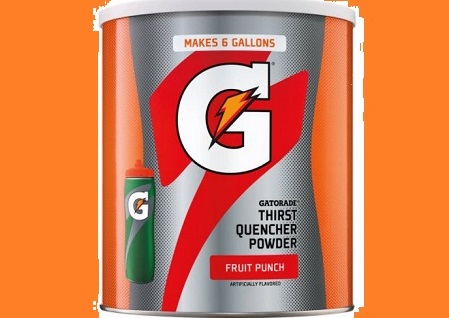 MAKES 6 GALLONS
G
G
GATORADE
THIRST
QUENCHER
POWDER
FRUIT PUNCH
ARTIFICIALLY FLAVORED